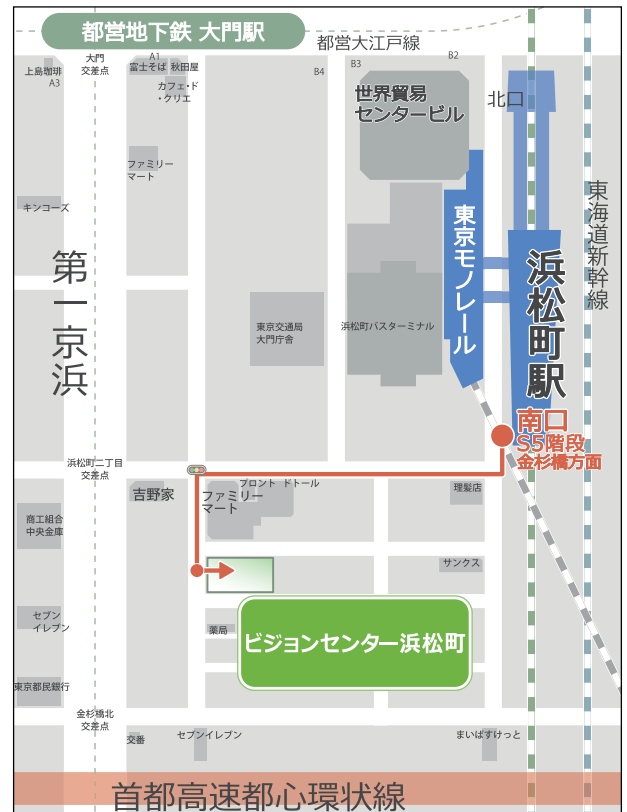 都営地下鉄 大門駅
都営大江戸線
大門
交差点
上島珈琲
A3
A1
富士そば
秋田屋
カフェ・ド
・クリエ
B4
B3
B2
世界貿易
センタービル
北口
ファミリー
マート
キンコーズ
第一京浜
東京モノレール
浜松町駅
東海道新幹線
東京交通局
大門庁舎
浜松町バスターミナル
南口
S5階段
金杉橋方面
浜松町二丁目
交差点
吉野家
ファミリー
マート
プロント
ドトール
理髪店
商工組合
中央金庫
サンクス
セブン
イレブン
薬局
ビジョンセンター浜松町
東京都民銀行
金杉橋北
交差点
交番
セブンイレブン
まいばすけっと
首都高速都心環状線